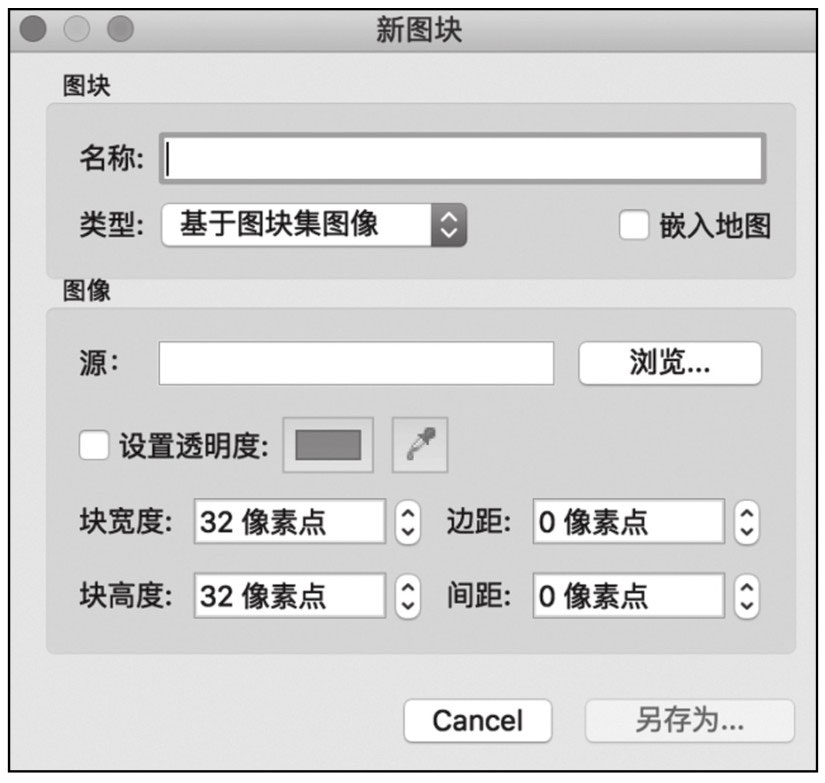 新图块
图块
名称:
类型: 基于图块集图像 嵌入地图
图像
源: 浏览...
设置透明度:
块宽度: 32 像素点 边距: 0 像素点
块高度: 32 像素点 间距: 0 像素点
Cancel 另存为...